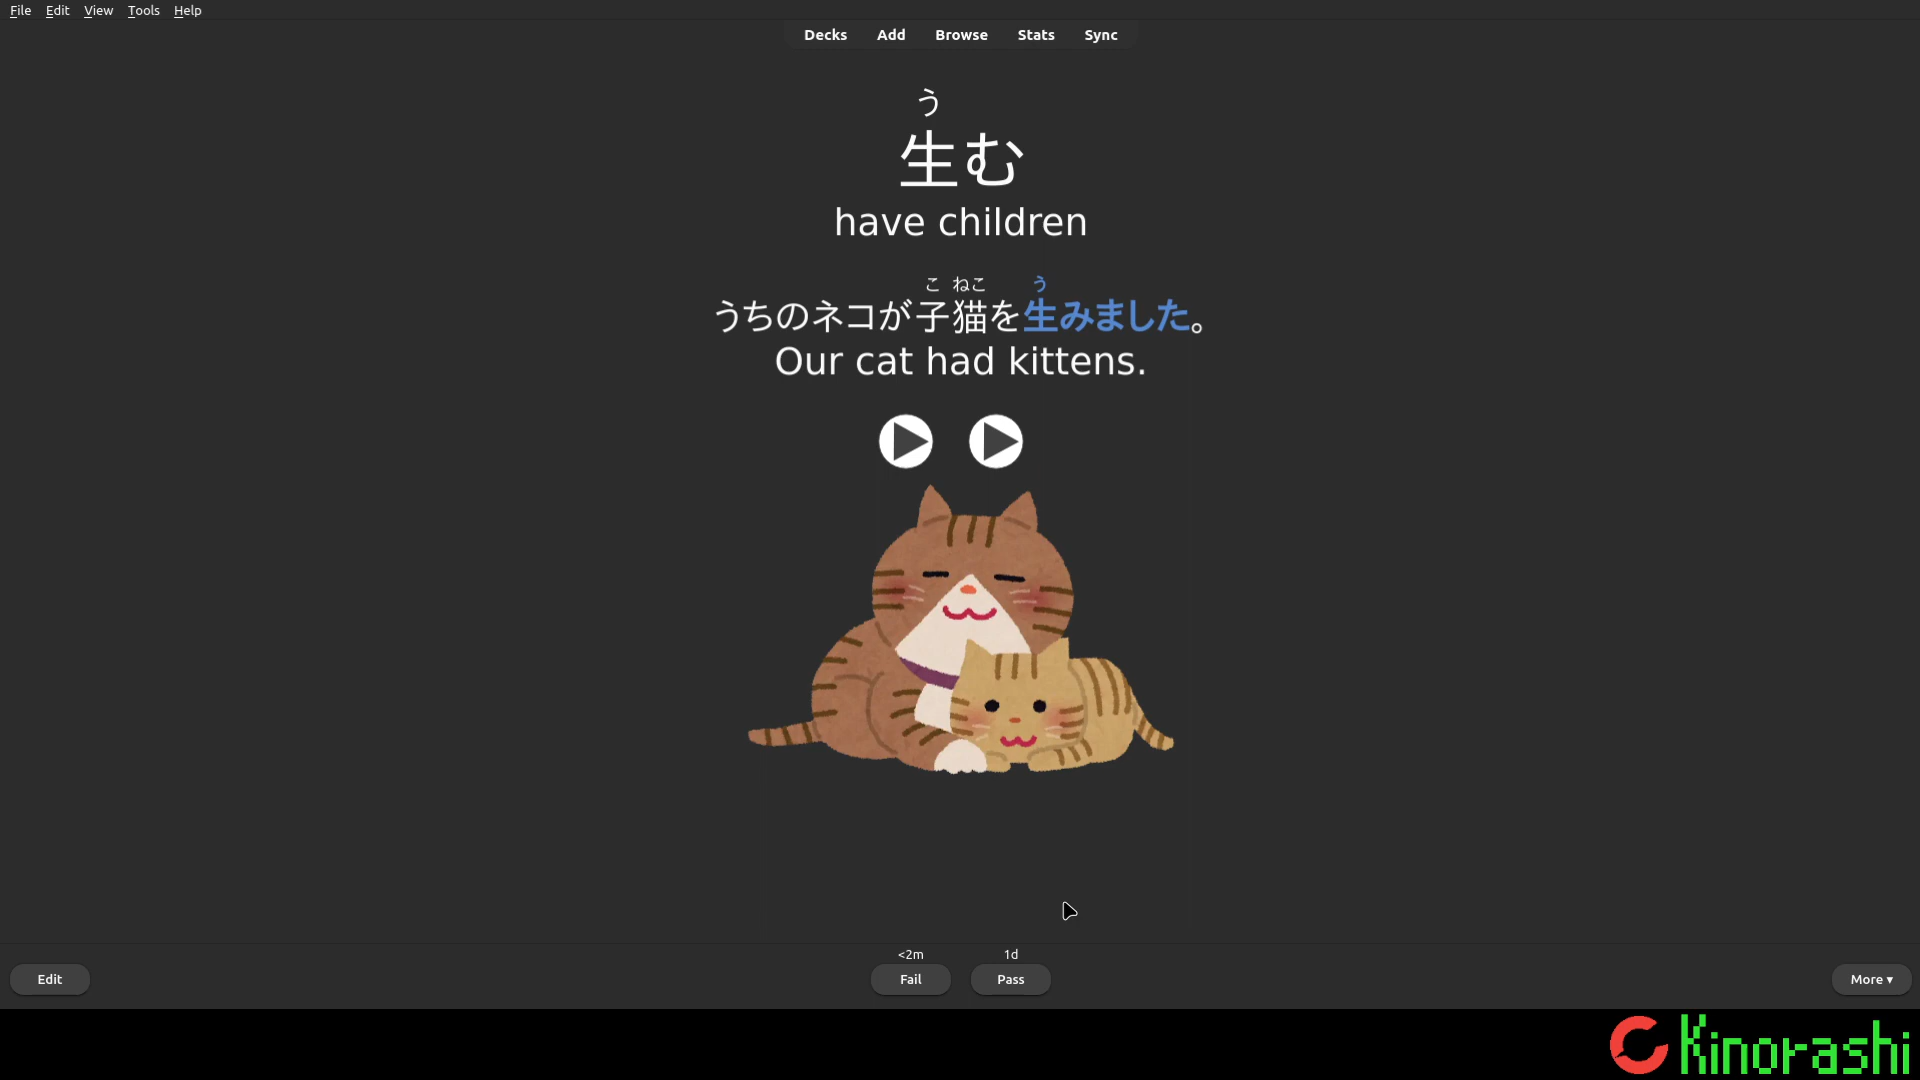 File Edit View Tools Help
Decks Add Browse Stats Sync
う
生む
have children
こ ねこ う
うちのネコが子猫を生みました。
Our cat had kittens.
<2m 1d
Edit Fail Pass More ▾
Kinorashi